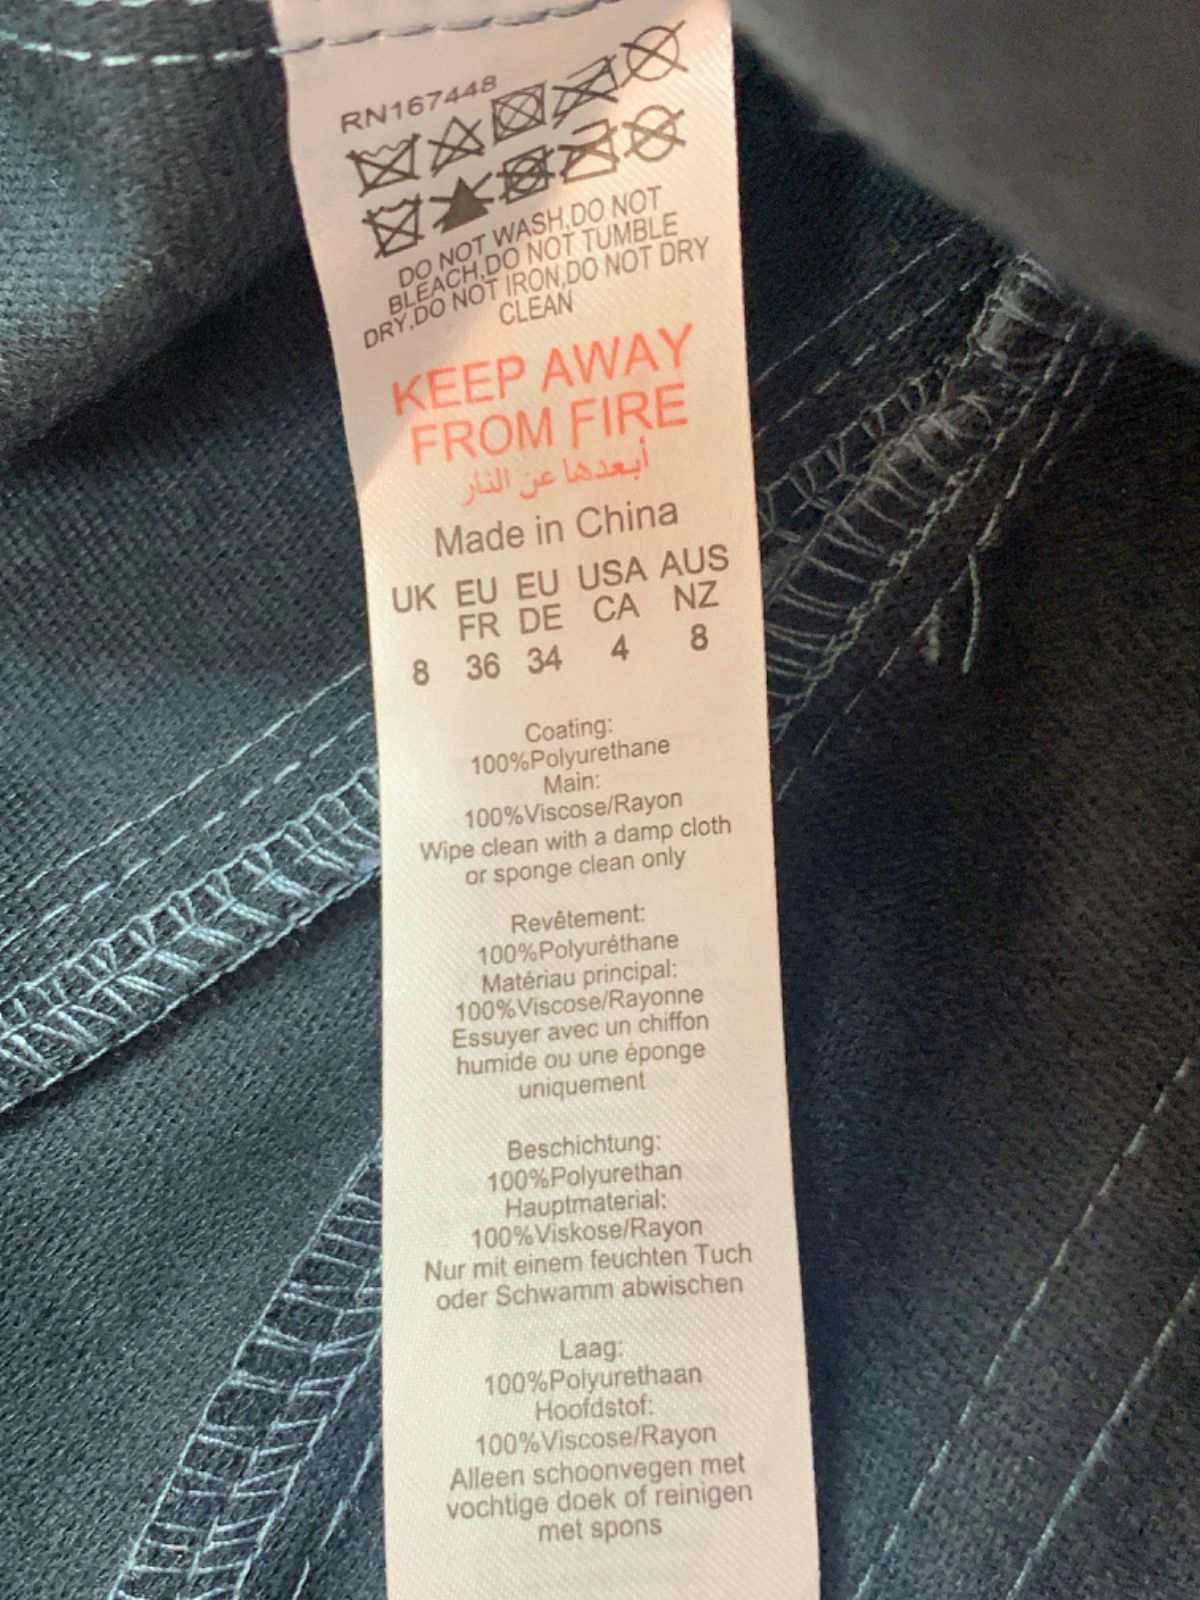 RN167448
DO NOT WASH,DO NOT
BLEACH,DO NOT TUMBLE
DRY,DO NOT IRON,DO NOT DRY
CLEAN
KEEP AWAY
FROM FIRE
أبعدها عن النار
Made in China
UK EU EU USA AUS
FR DE CA NZ
8 36 34 4 8
Coating:
100%Polyurethane
Main:
100%Viscose/Rayon
Wipe clean with a damp cloth
or sponge clean only
Revêtement:
100%Polyuréthane
Matériau principal:
100%Viscose/Rayonne
Essuyer avec un chiffon
humide ou une éponge
uniquement
Beschichtung:
100%Polyurethan
Hauptmaterial:
100%Viskose/Rayon
Nur mit einem feuchten Tuch
oder Schwamm abwischen
Laag:
100%Polyurethaan
Hoofdstof:
100%Viscose/Rayon
Alleen schoonvegen met
vochtige doek of reinigen
met spons